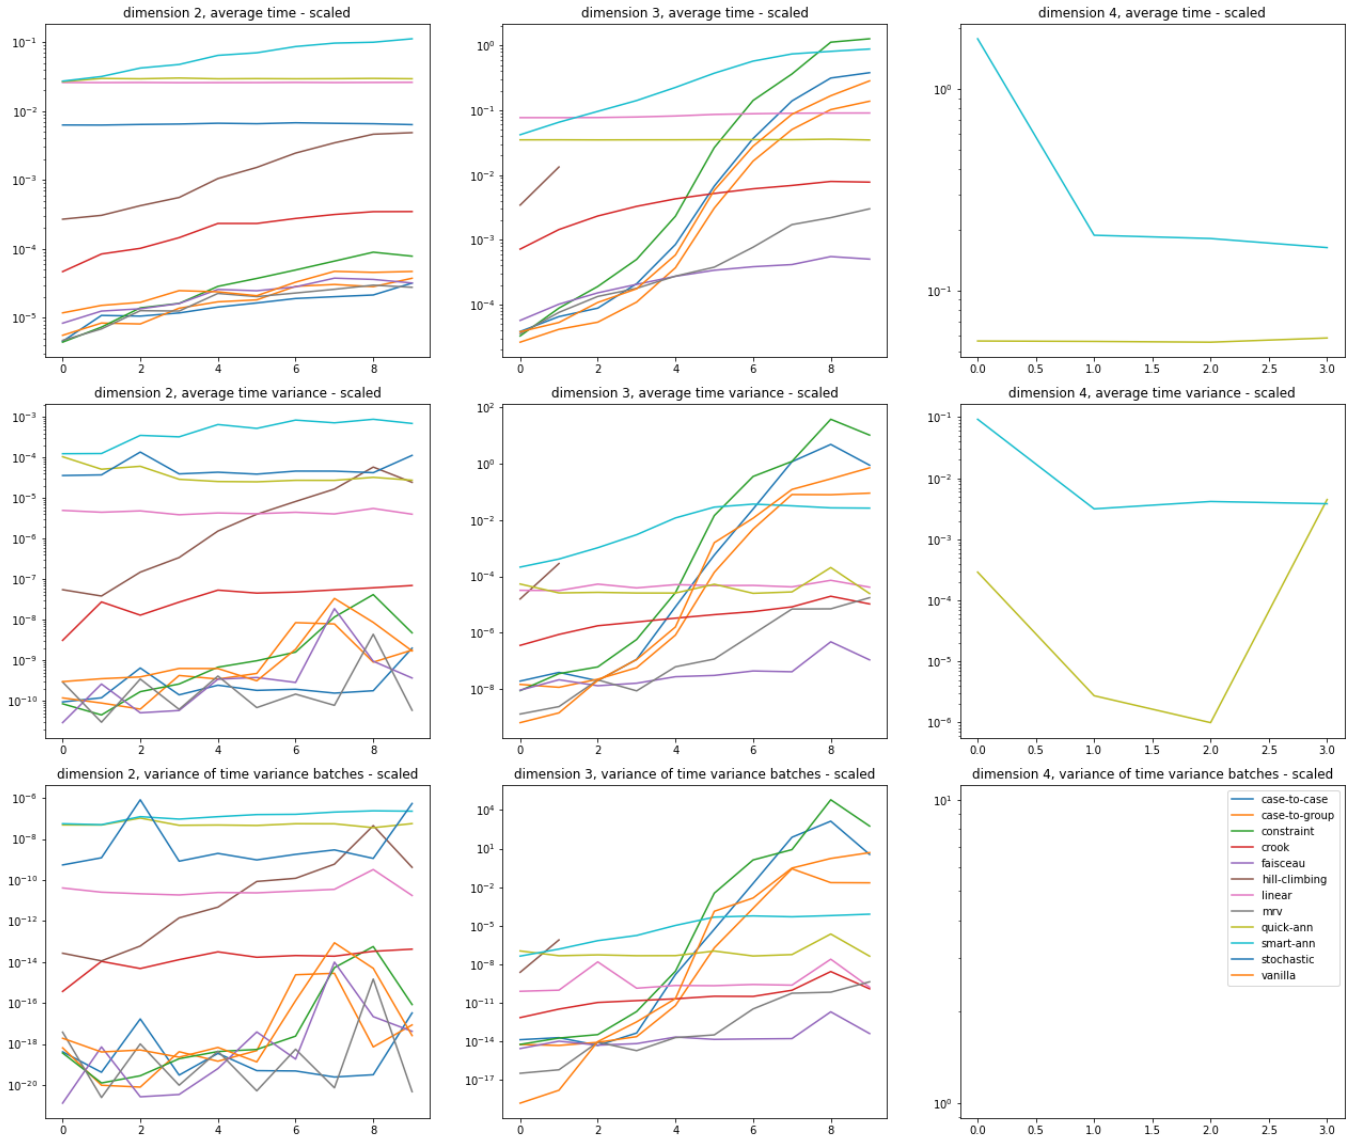 dimension 2, average time - scaled
10⁻¹
10⁻²
10⁻³
10⁻⁴
10⁻⁵
0 2 4 6 8
dimension 3, average time - scaled
10⁰
10⁻¹
10⁻²
10⁻³
10⁻⁴
0 2 4 6 8
dimension 4, average time - scaled
10⁰
10⁻¹
0.0 0.5 1.0 1.5 2.0 2.5 3.0
dimension 2, average time variance - scaled
10⁻³
10⁻⁴
10⁻⁵
10⁻⁶
10⁻⁷
10⁻⁸
10⁻⁹
10⁻¹⁰
0 2 4 6 8
dimension 3, average time variance - scaled
10²
10⁰
10⁻²
10⁻⁴
10⁻⁶
10⁻⁸
0 2 4 6 8
dimension 4, average time variance - scaled
10⁻¹
10⁻²
10⁻³
10⁻⁴
10⁻⁵
10⁻⁶
0.0 0.5 1.0 1.5 2.0 2.5 3.0
dimension 2, variance of time variance batches - scaled
10⁻⁶
10⁻⁸
10⁻¹⁰
10⁻¹²
10⁻¹⁴
10⁻¹⁶
10⁻¹⁸
10⁻²⁰
0 2 4 6 8
dimension 3, variance of time variance batches - scaled
10⁴
10¹
10⁻²
10⁻⁵
10⁻⁸
10⁻¹¹
10⁻¹⁴
10⁻¹⁷
0 2 4 6 8
dimension 4, variance of time variance batches - scaled
10¹
10⁰
case-to-case
case-to-group
constraint
crook
faisceau
hill-climbing
linear
mrv
quick-ann
smart-ann
stochastic
vanilla
0.0 0.5 1.0 1.5 2.0 2.5 3.0